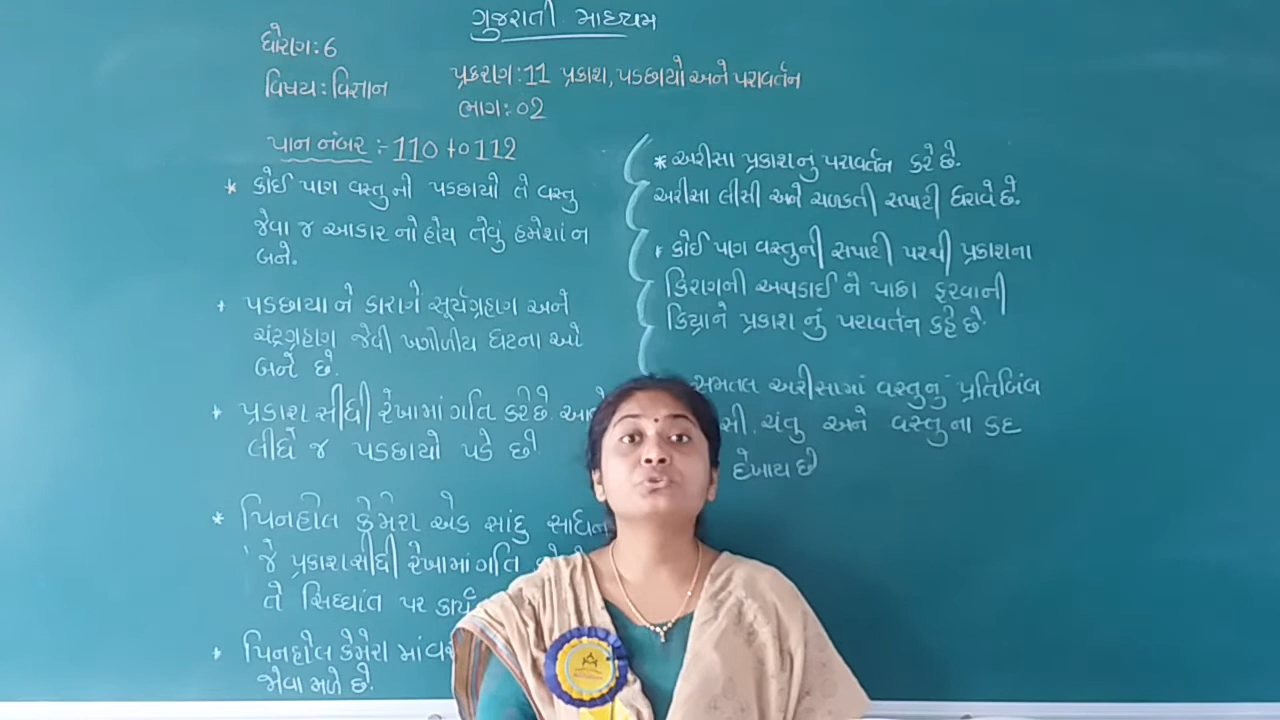 ગુજરાતી માધ્યમ
ધોરણ: 6
વિષય: વિજ્ઞાન
પ્રકરણ: 11 પ્રકાશ, પડછાયો અને પરાવર્તન
ભાગ: 02
પાન નંબર :- 110 to 112
* કોઈ પણ વસ્તુ નો પડછાયો તે વસ્તુ
જેવા જ આકાર નો હોય તેવું હમેશાં ન
બને.
* પડછાયા ને કારણે સૂર્યગ્રહણ અને
ચંદ્રગ્રહણ જેવી ખગોળીય ઘટના ઓ
બને છે.
* પ્રકાશ સીધી રેખામાં ગતિ કરે છે.
લીધે જ પડછાયો પડે છે
* પિનહોલ કેમેરા એક સાદું સાધન
જે પ્રકાશ સીધી રેખામાં ગતિ
તે સિધ્ધાંત પર કાર્ય
* પિનહોલ કેમેરા માં
જોવા મળે છે.
* અરીસા પ્રકાશ નું પરાવર્તન કરે છે.
અરીસા લીસી અને ચળકતી સપાટી ધરાવે છે.
* કોઈ પણ વસ્તુની સપાટી પરથી પ્રકાશના
કિરણની અથડાઈ ને પાછા ફરવાની
ક્રિયાને પ્રકાશ નું પરાવર્તન કહે છે.
સમતલ અરીસામાં વસ્તુનું પ્રતિબિંબ
ચંતુ અને વસ્તુ ના કદ
દેખાય છે